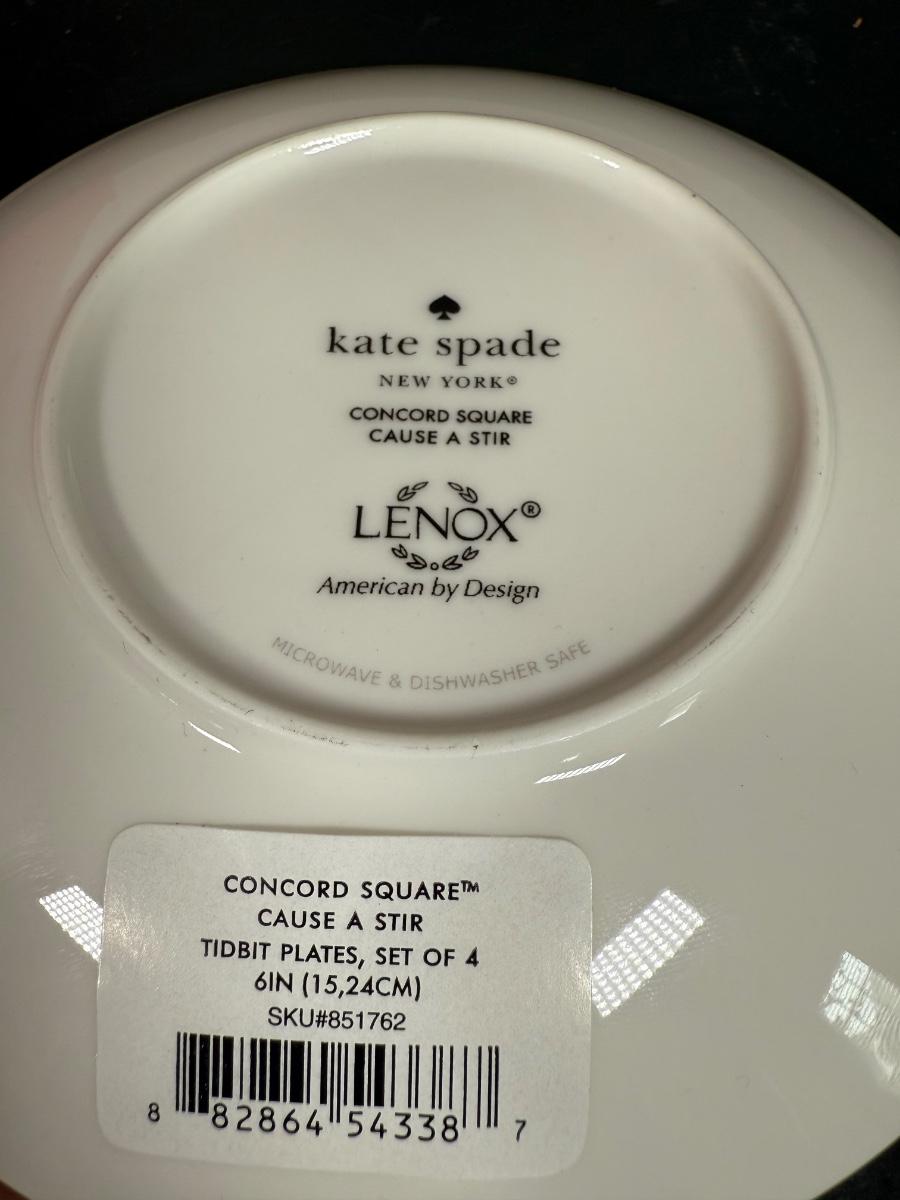 kate spade
NEW YORK®
CONCORD SQUARE
CAUSE A STIR
LENOX®
American by Design
MICROWAVE & DISHWASHER SAFE
CONCORD SQUARE™
CAUSE A STIR
TIDBIT PLATES, SET OF 4
6IN (15,24CM)
SKU#851762
8 82864 54338 7